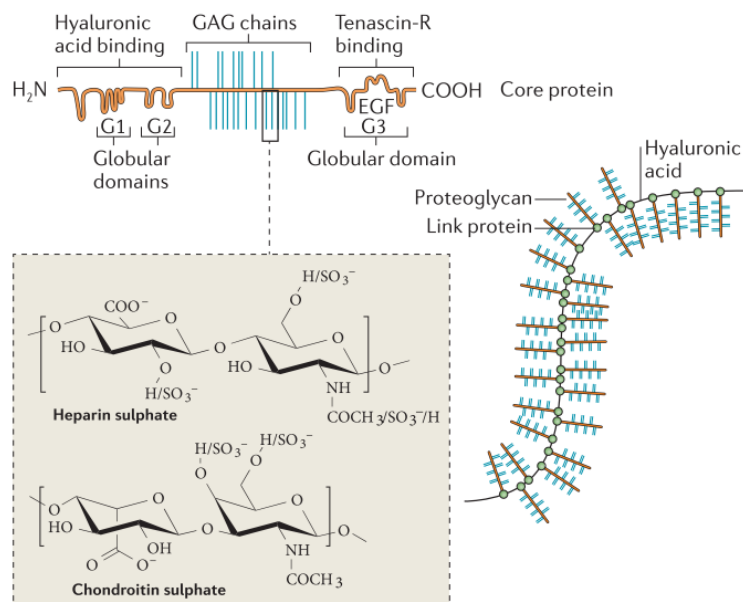 Hyaluronic
acid binding
GAG chains
Tenascin-R
binding
H₂N
COOH
Core protein
EGF
G1
G2
G3
Globular
domains
Globular domain
Hyaluronic
acid
Proteoglycan
Link protein
H/SO₃⁻
COO⁻
O
O
O
O
O
O
HO
O
H/SO₃⁻
HO
NH
COCH₃/SO₃⁻/H
Heparin sulphate
H/SO₃⁻
H/SO₃⁻
O
O
O
O
O
O
O
HO
OH
O
O⁻
NH
COCH₃
Chondroitin sulphate